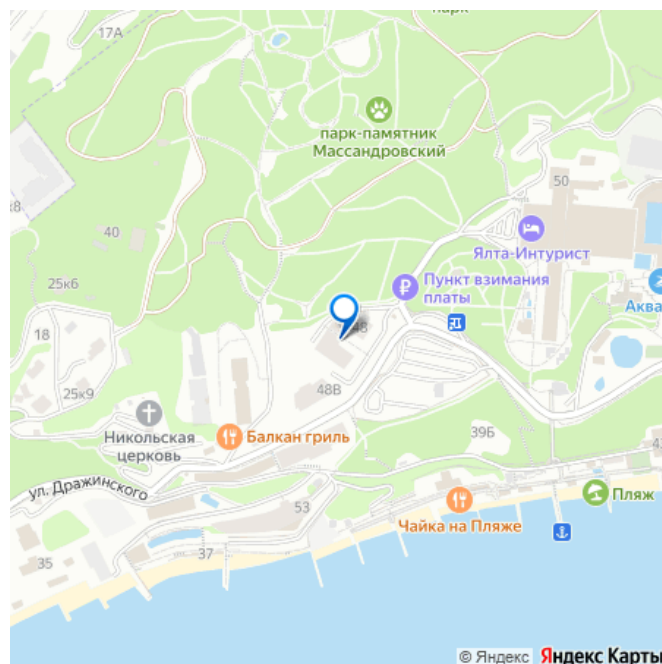 парк
17А
парк-памятник
Массандровский
50
к8
40
Ялта-Интурист
25к6
Пункт взимания
платы
Аква
18
48
48В
25к9
Никольская
церковь
Балкан гриль
39Б
ул. Дражинского
53
Чайка на Пляже
Пляж
37
35
© Яндекс
Яндекс Карты